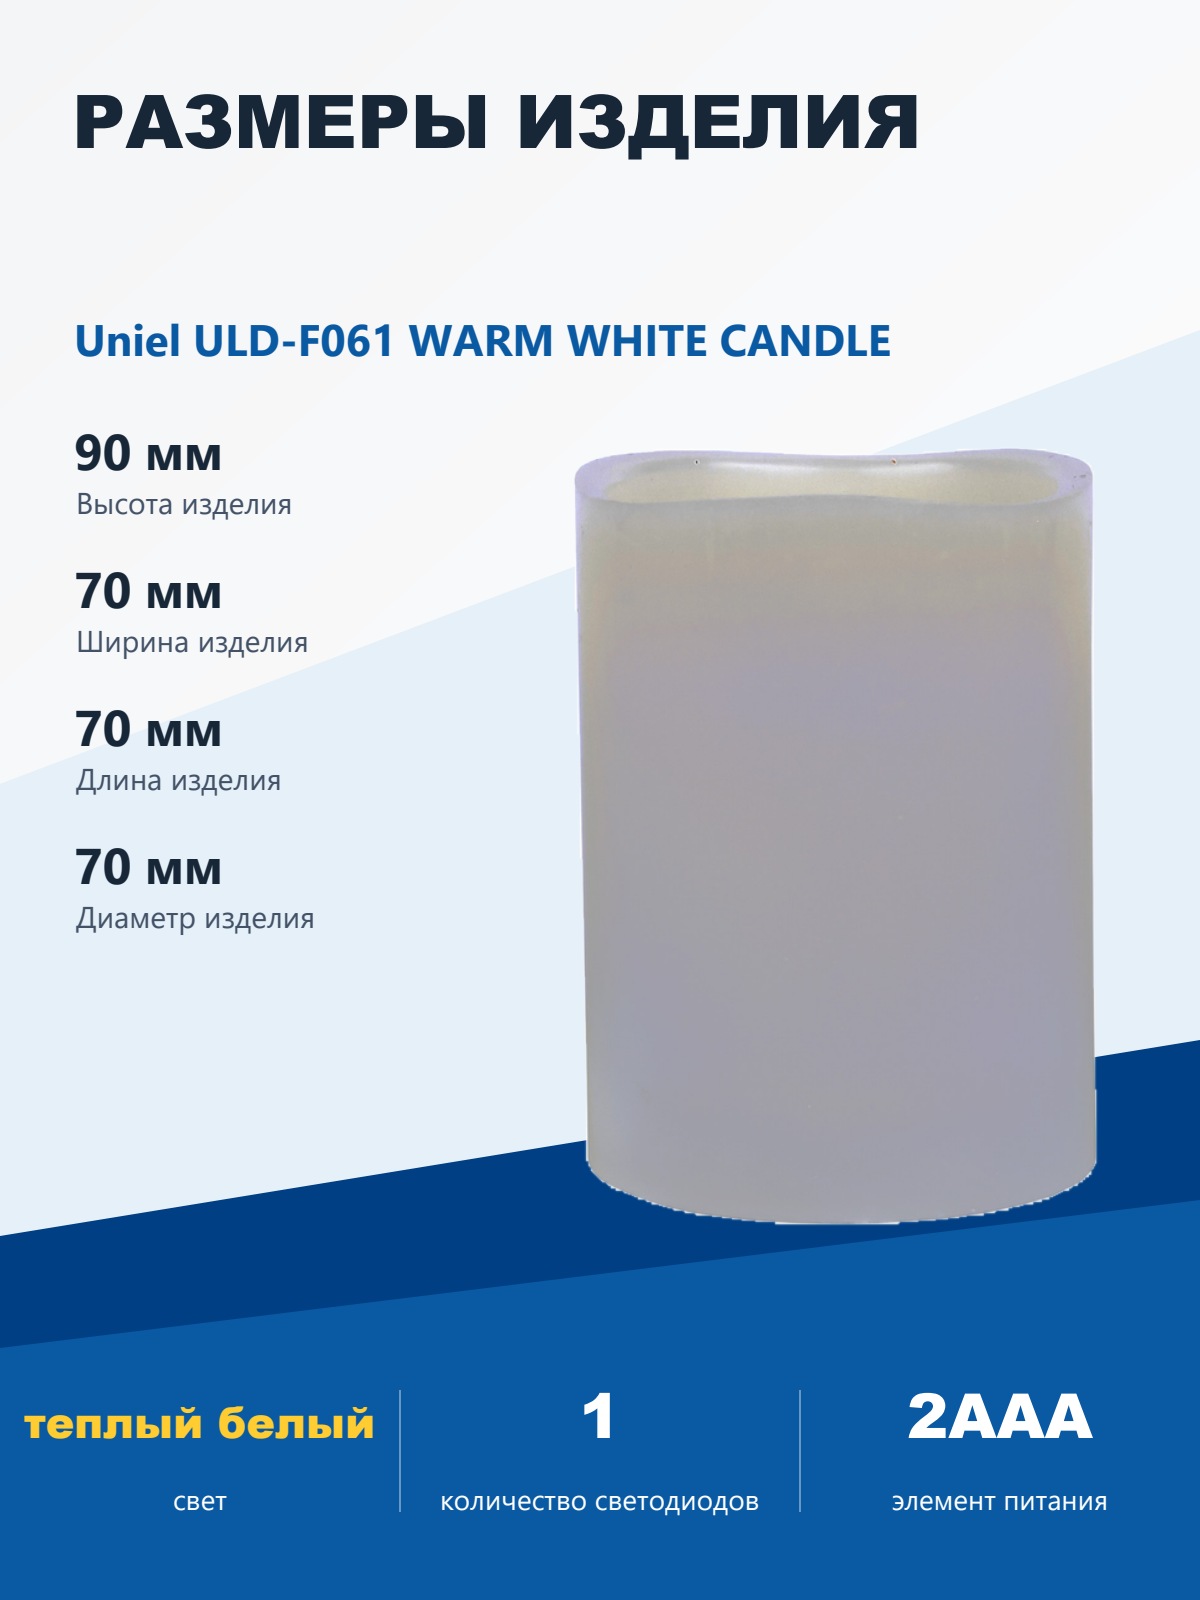 РАЗМЕРЫ ИЗДЕЛИЯ
Uniel ULD-F061 WARM WHITE CANDLE
90 мм
Высота изделия
70 мм
Ширина изделия
70 мм
Длина изделия
70 мм
Диаметр изделия
теплый белый
свет
1
количество светодиодов
2AAA
элемент питания